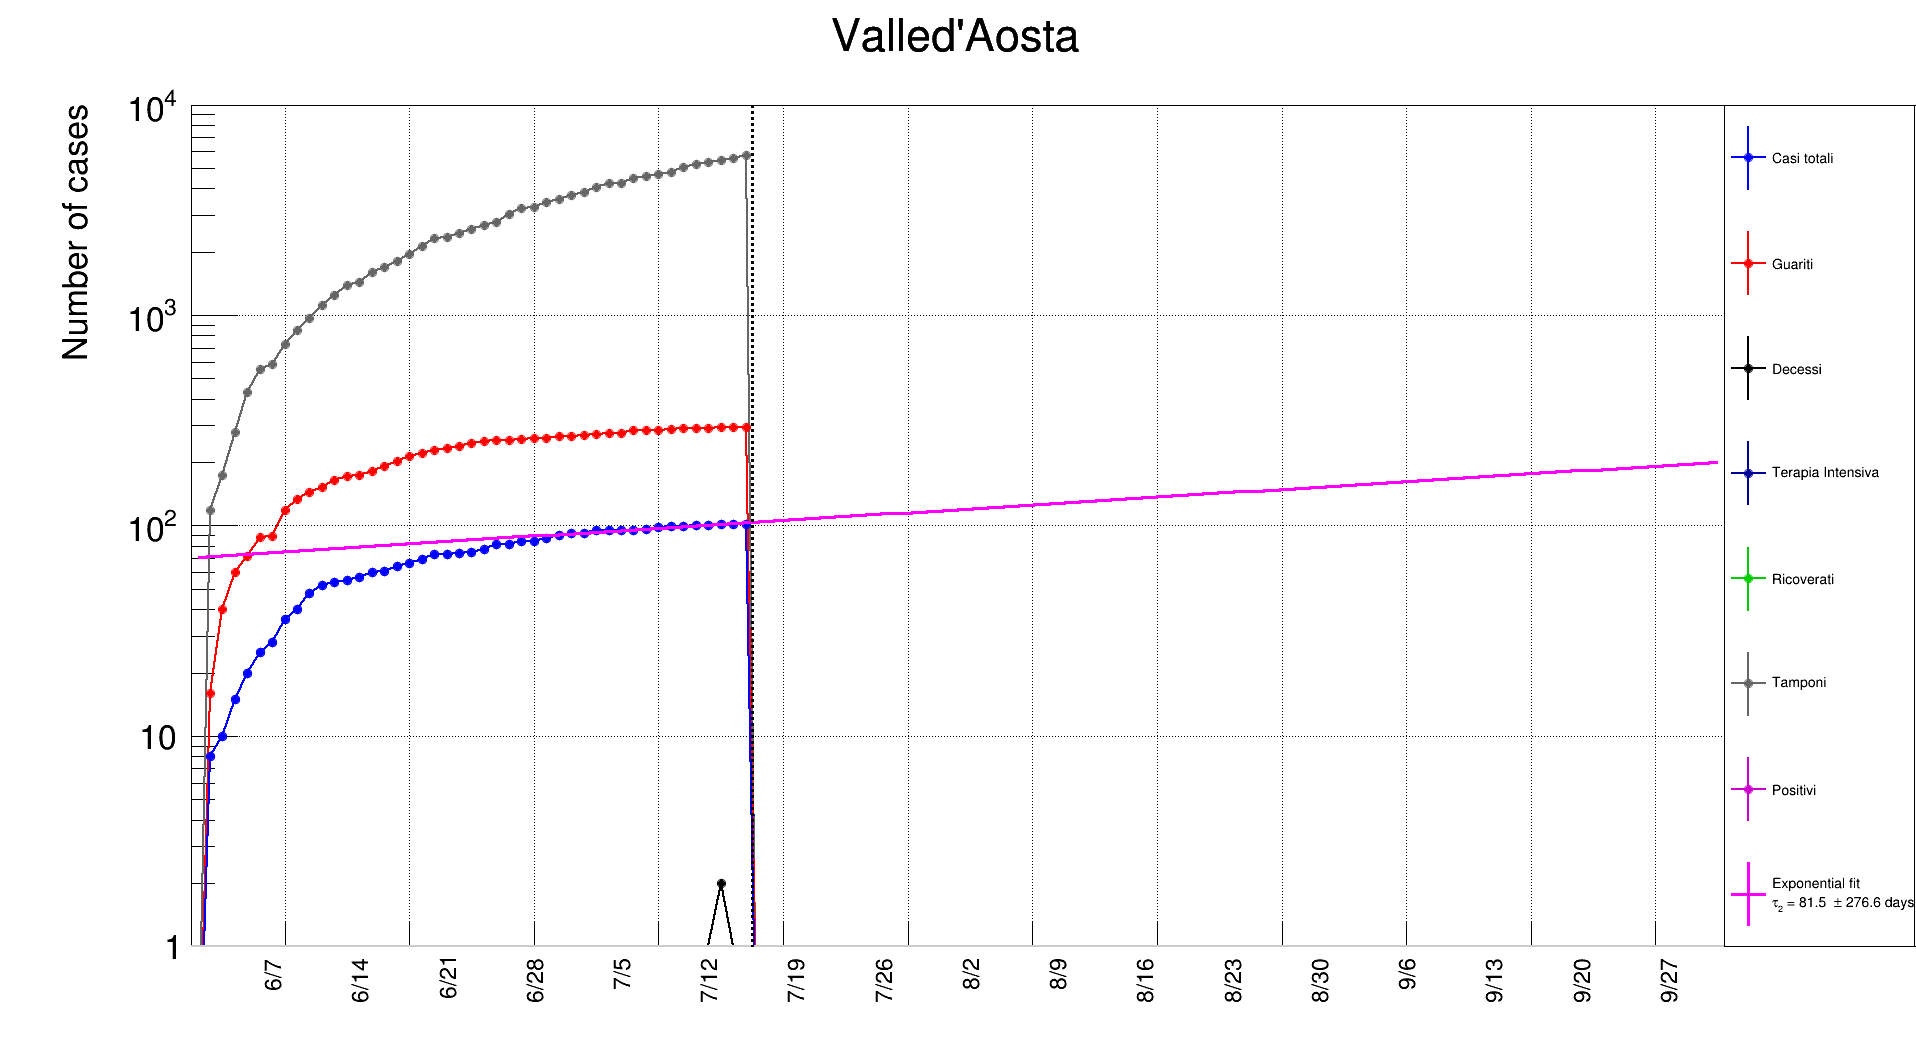 Valled'Aosta
Number of cases
10^4
10^3
10^2
10
1
6/7
6/14
6/21
6/28
7/5
7/12
7/19
7/26
8/2
8/9
8/16
8/23
8/30
9/6
9/13
9/20
9/27
Casi totali
Guariti
Decessi
Terapia Intensiva
Ricoverati
Tamponi
Positivi
Exponential fit
τ_2 = 81.5 ± 276.6 days